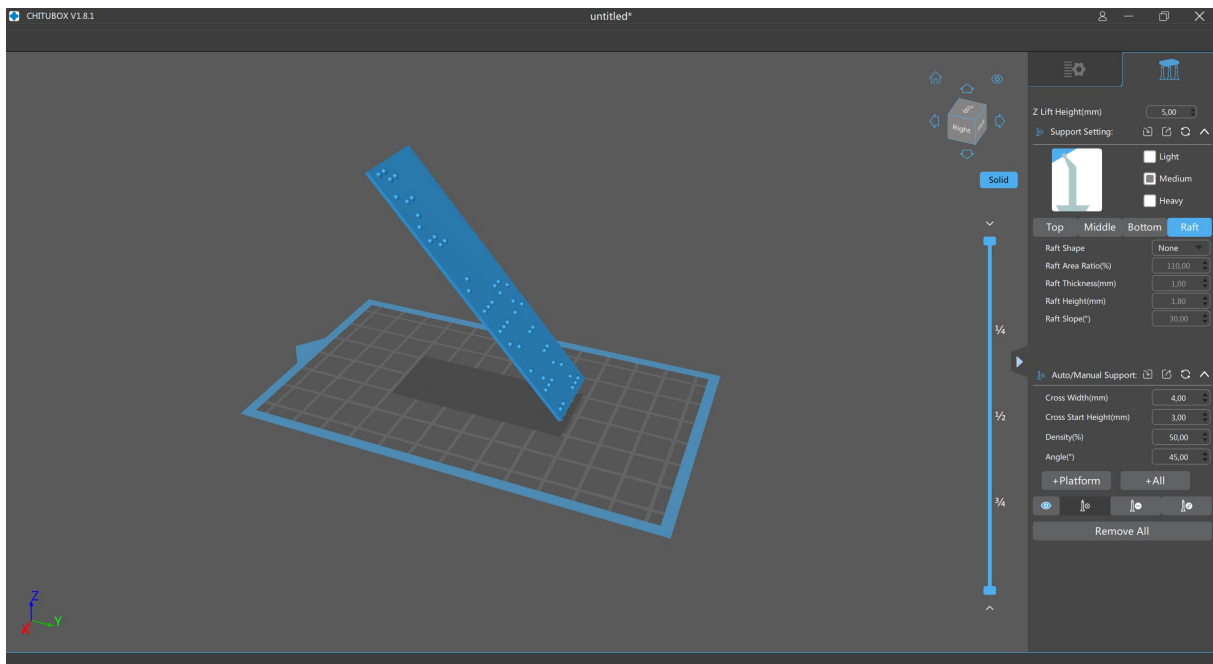 CHITUBOX V1.8.1
untitled*
Right
Solid
¼
½
¾
Z
Y
X
Z Lift Height(mm) 5,00
Support Setting:
Light
Medium
Heavy
Top Middle Bottom Raft
Raft Shape None
Raft Area Ratio(%) 110,00
Raft Thickness(mm) 1,00
Raft Height(mm) 1,80
Raft Slope(°) 30,00
Auto/Manual Support:
Cross Width(mm) 4,00
Cross Start Height(mm) 3,00
Density(%) 50,00
Angle(°) 45,00
+Platform +All
Remove All